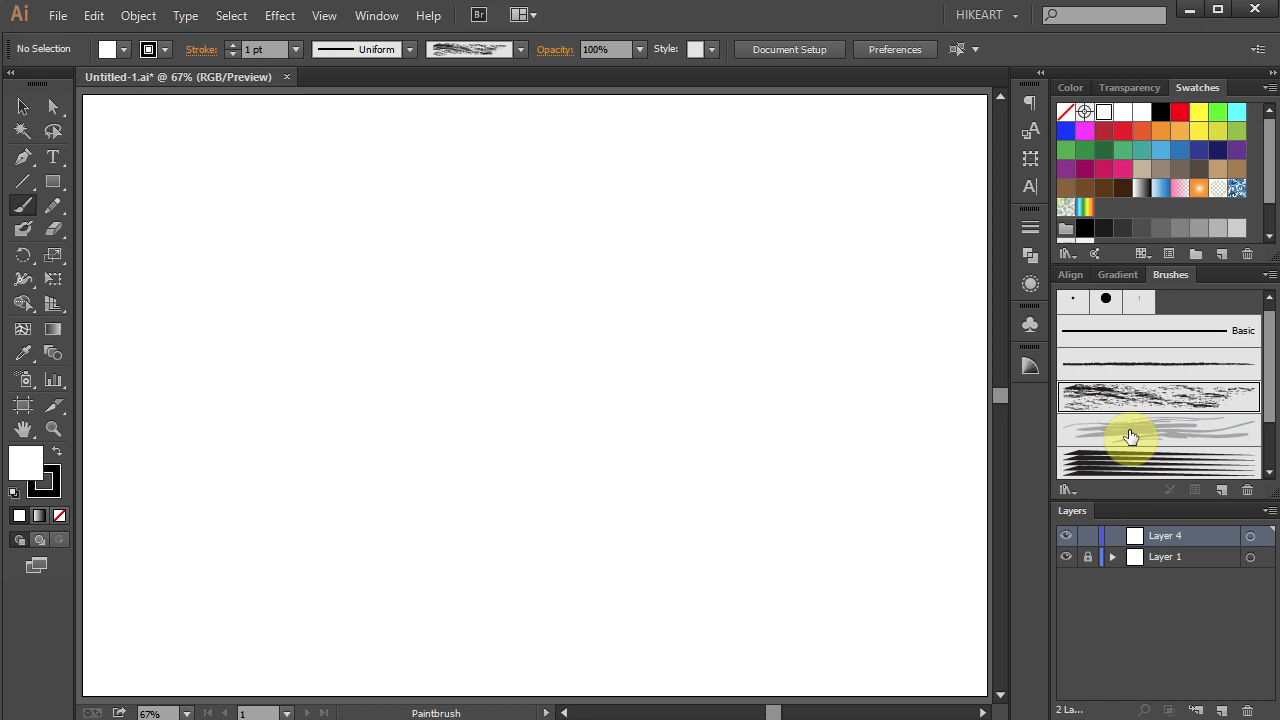 Ai File Edit Object Type Select Effect View Window Help Br HIKEART
No Selection Stroke: 1 pt Uniform Opacity: 100% Style: Document Setup Preferences
Untitled-1.ai* @ 67% (RGB/Preview)
Color Transparency Swatches
Align Gradient Brushes
Basic
Layers
Layer 4
Layer 1
2 La...
67% 1 Paintbrush